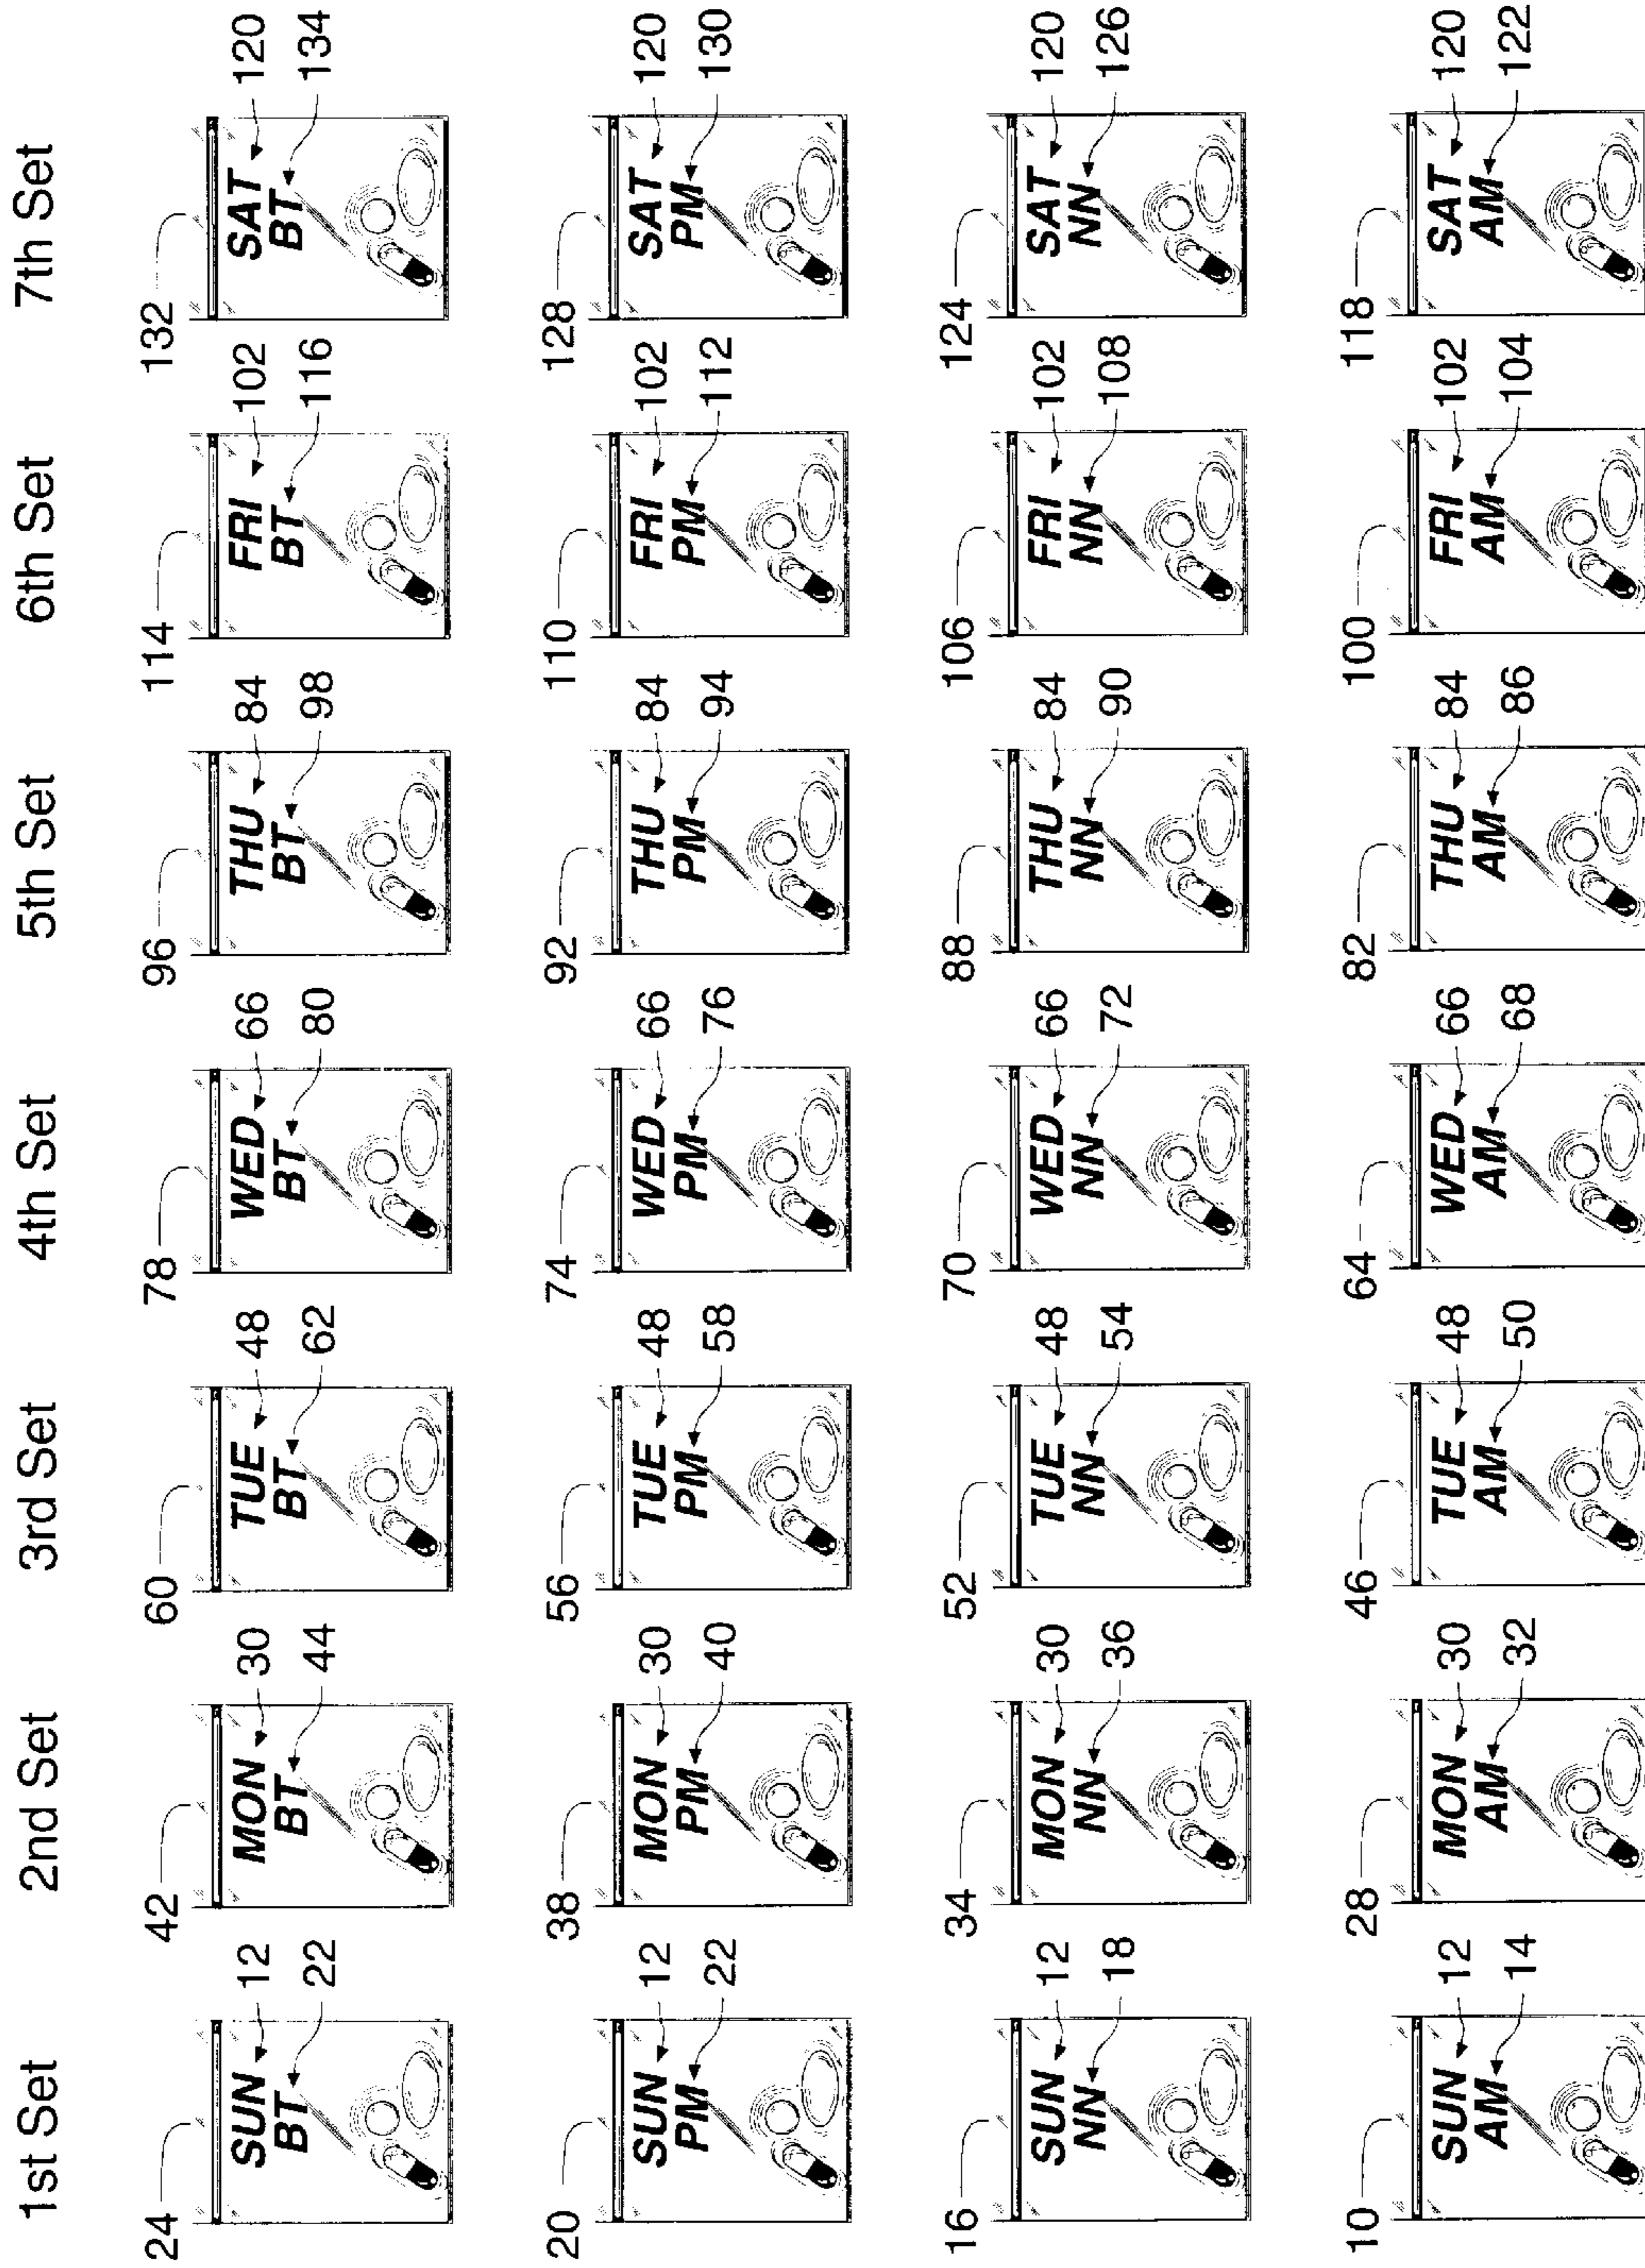 1st Set 2nd Set 3rd Set 4th Set 5th Set 6th Set 7th Set
24 42 60 78 96 114 132
SUN 12 MON 30 TUE 48 WED 66 THU 84 FRI 102 SAT 120
BT 22 BT 44 BT 62 BT 80 BT 98 BT 116 BT 134
20 38 56 74 92 110 128
SUN 12 MON 30 TUE 48 WED 66 THU 84 FRI 102 SAT 120
PM 22 PM 40 PM 58 PM 76 PM 94 PM 112 PM 130
16 34 52 70 88 106 124
SUN 12 MON 30 TUE 48 WED 66 THU 84 FRI 102 SAT 120
NN 18 NN 36 NN 54 NN 72 NN 90 NN 108 NN 126
10 28 46 64 82 100 118
SUN 12 MON 30 TUE 48 WED 66 THU 84 FRI 102 SAT 120
AM 14 AM 32 AM 50 AM 68 AM 86 AM 104 AM 122